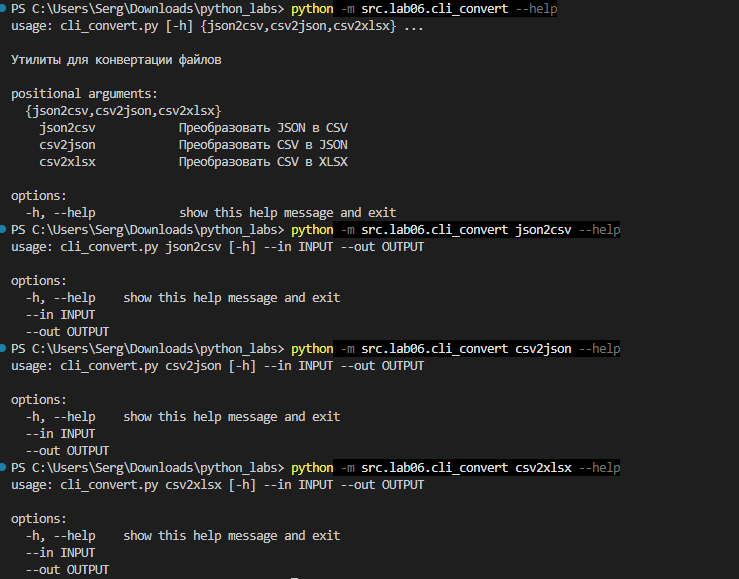 PS C:\Users\Serg\Downloads\python_labs> python -m src.lab06.cli_convert --help
usage: cli_convert.py [-h] {json2csv,csv2json,csv2xlsx} ...
Утилиты для конвертации файлов
positional arguments:
{json2csv,csv2json,csv2xlsx}
json2csv Преобразовать JSON в CSV
csv2json Преобразовать CSV в JSON
csv2xlsx Преобразовать CSV в XLSX
options:
-h, --help show this help message and exit
PS C:\Users\Serg\Downloads\python_labs> python -m src.lab06.cli_convert json2csv --help
usage: cli_convert.py json2csv [-h] --in INPUT --out OUTPUT
options:
-h, --help show this help message and exit
--in INPUT
--out OUTPUT
PS C:\Users\Serg\Downloads\python_labs> python -m src.lab06.cli_convert csv2json --help
usage: cli_convert.py csv2json [-h] --in INPUT --out OUTPUT
options:
-h, --help show this help message and exit
--in INPUT
--out OUTPUT
PS C:\Users\Serg\Downloads\python_labs> python -m src.lab06.cli_convert csv2xlsx --help
usage: cli_convert.py csv2xlsx [-h] --in INPUT --out OUTPUT
options:
-h, --help show this help message and exit
--in INPUT
--out OUTPUT